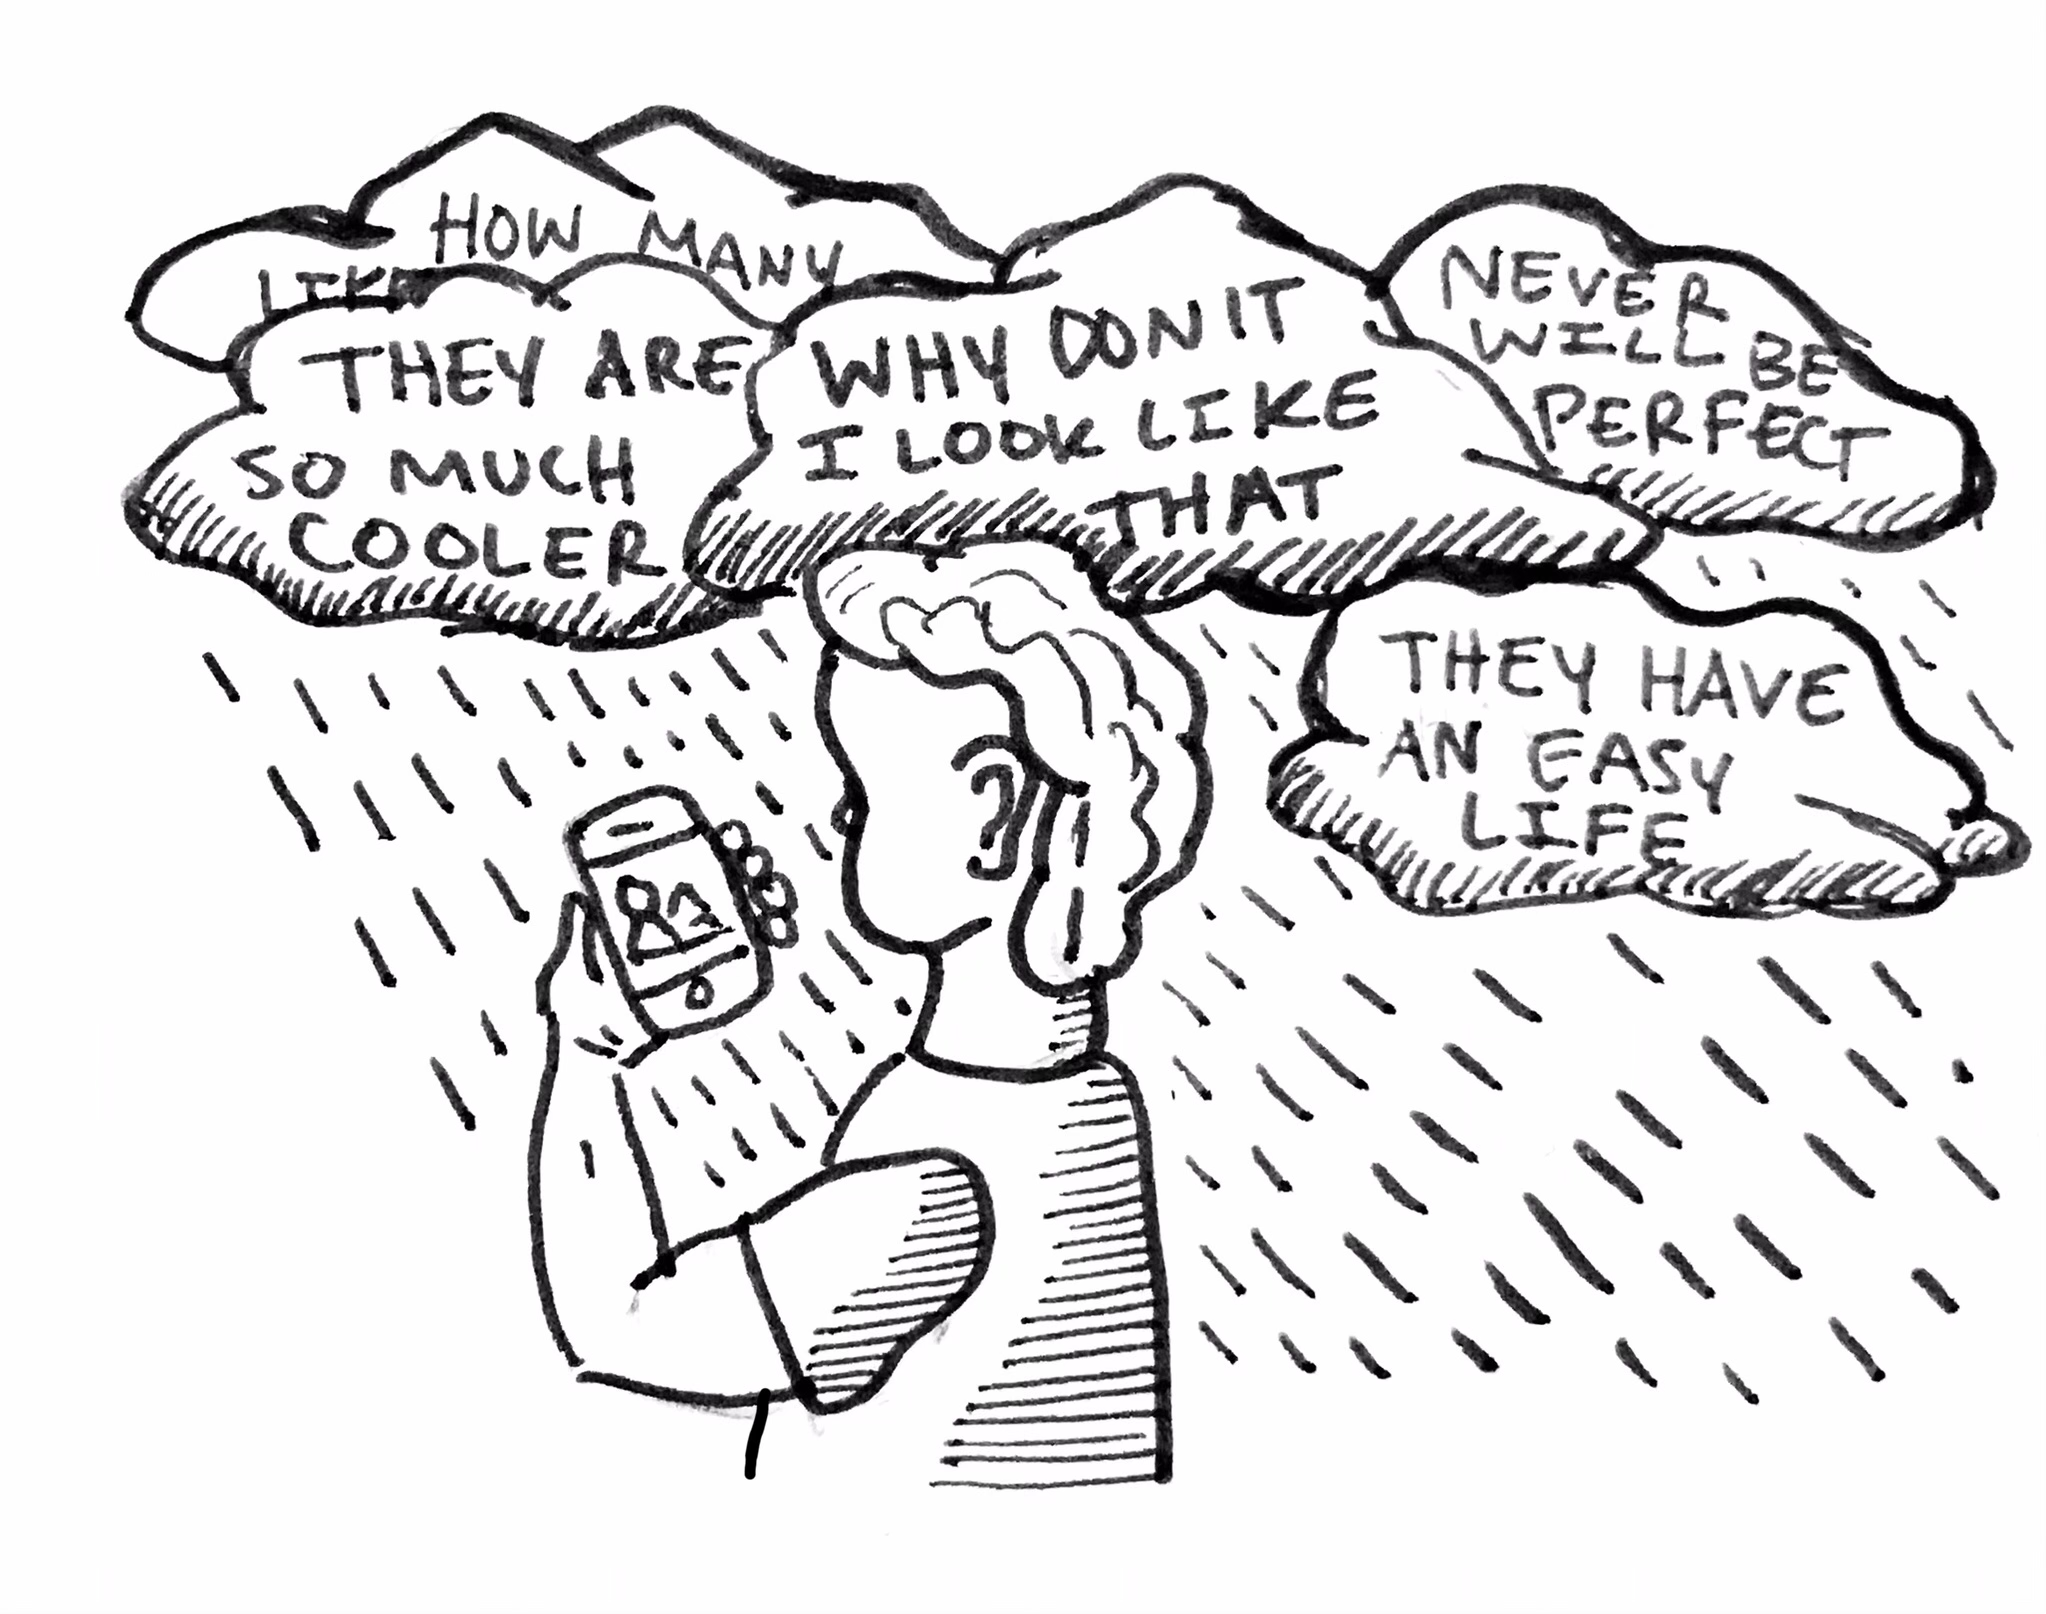 HOW MANY
LIKE
THEY ARE
SO MUCH
COOLER
WHY DON'T
I LOOK LIKE
THAT
NEVER
WILL BE
PERFECT
THEY HAVE
AN EASY
LIFE